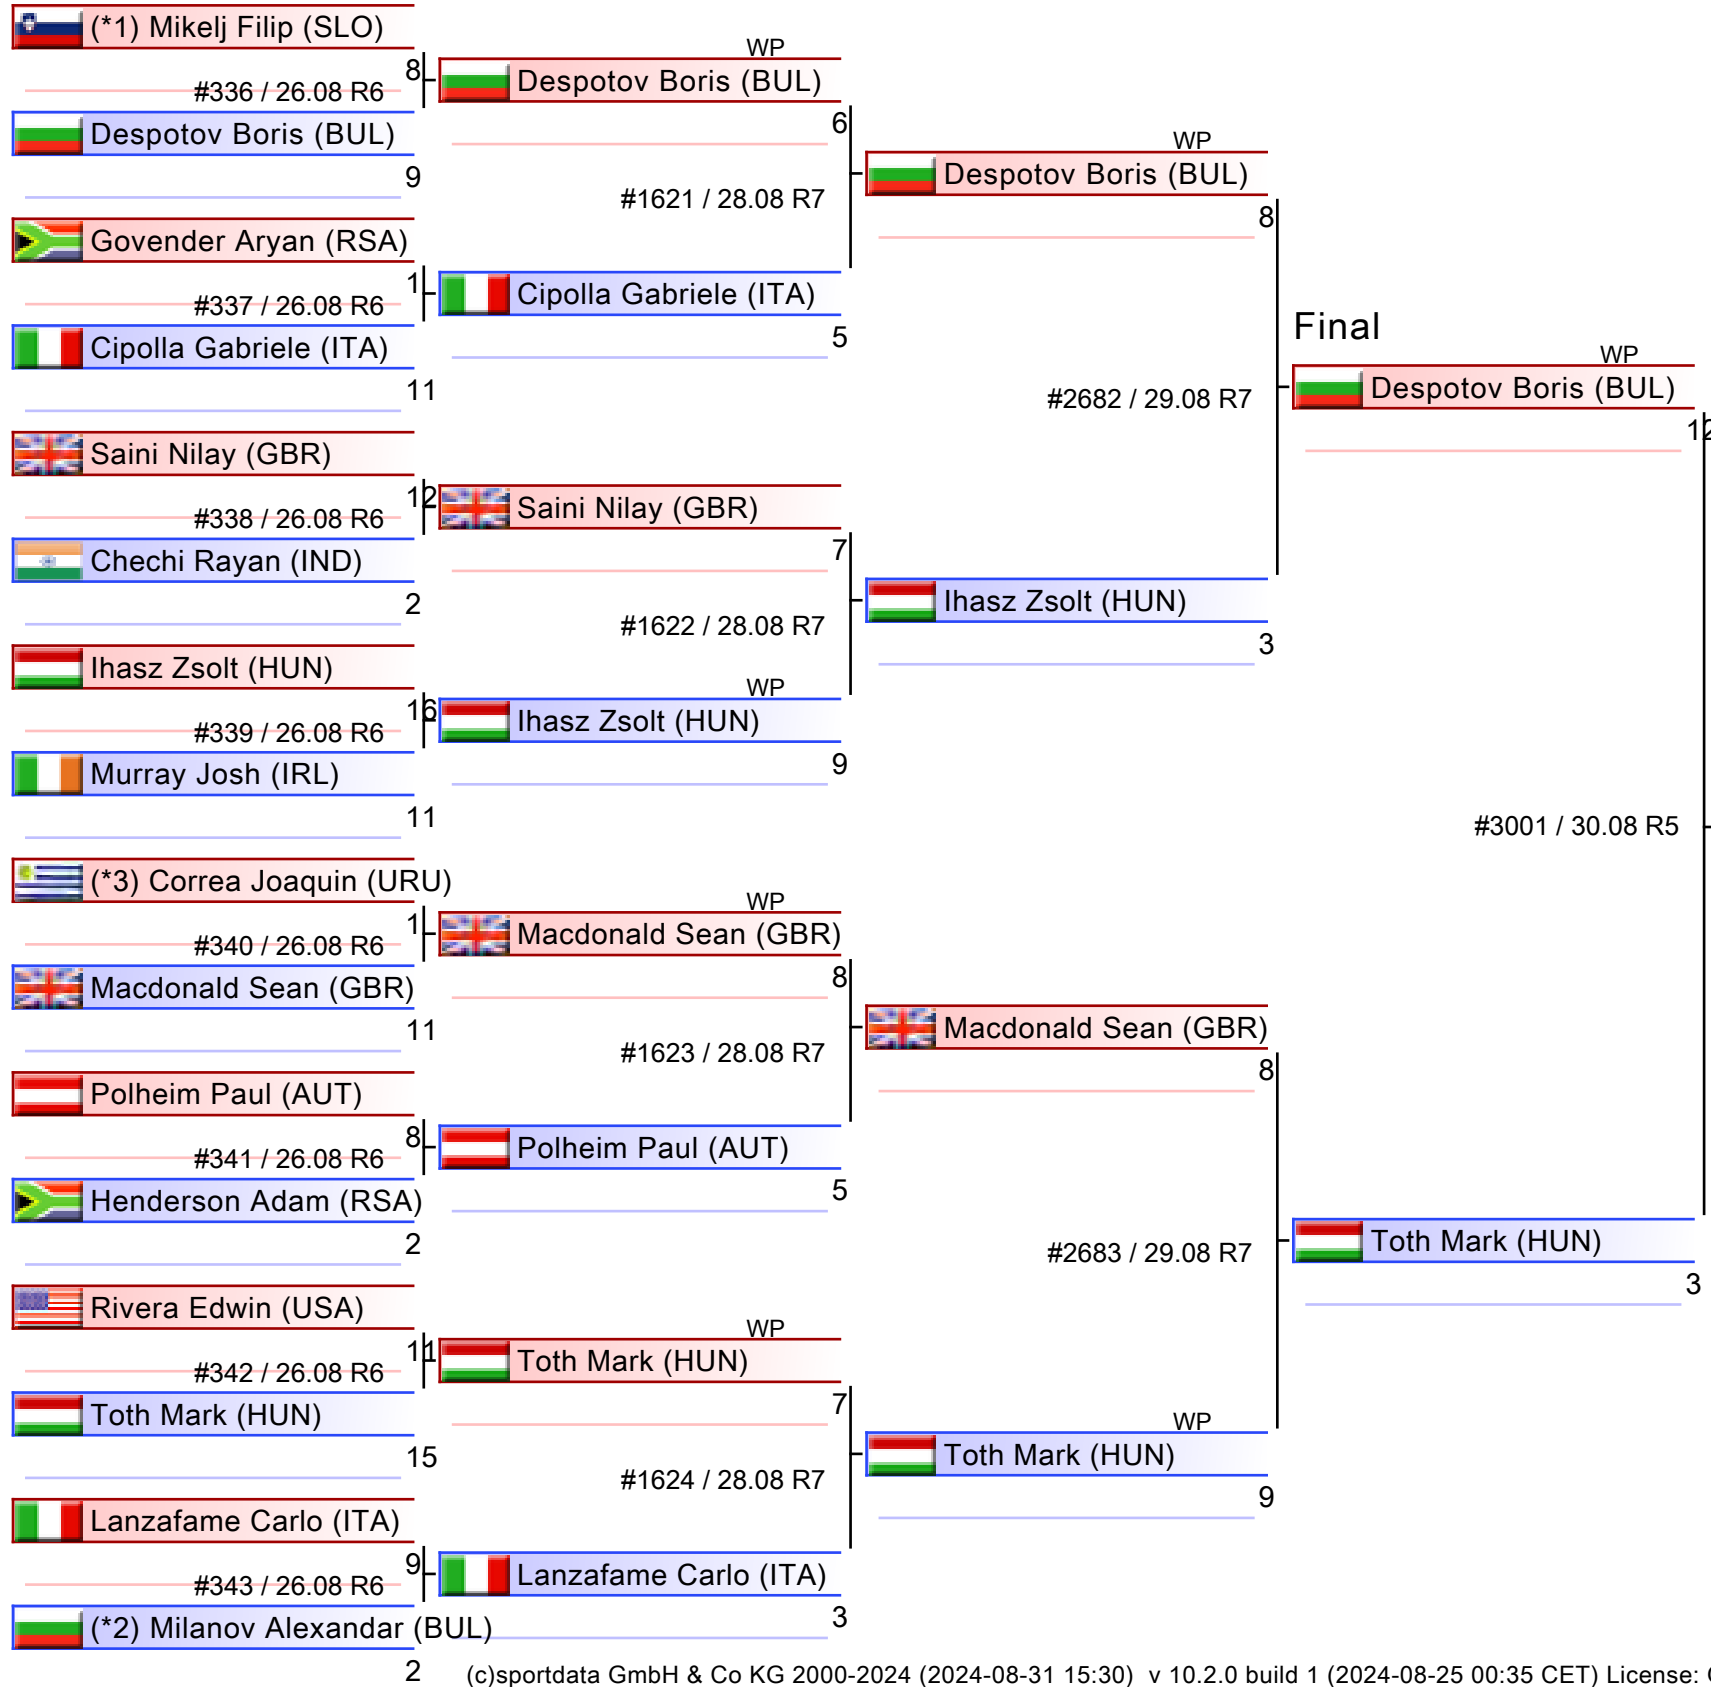 (*1) Mikelj Filip (SLO)
8
#336 / 26.08 R6
Despotov Boris (BUL)
9
Govender Aryan (RSA)
1
#337 / 26.08 R6
Cipolla Gabriele (ITA)
11
Saini Nilay (GBR)
12
#338 / 26.08 R6
Chechi Rayan (IND)
2
Ihasz Zsolt (HUN)
16
#339 / 26.08 R6
Murray Josh (IRL)
11
(*3) Correa Joaquin (URU)
1
#340 / 26.08 R6
Macdonald Sean (GBR)
11
Polheim Paul (AUT)
8
#341 / 26.08 R6
Henderson Adam (RSA)
2
Rivera Edwin (USA)
11
#342 / 26.08 R6
Toth Mark (HUN)
15
Lanzafame Carlo (ITA)
9
#343 / 26.08 R6
(*2) Milanov Alexandar (BUL)
2
WP
Despotov Boris (BUL)
6
#1621 / 28.08 R7
Cipolla Gabriele (ITA)
5
Saini Nilay (GBR)
7
#1622 / 28.08 R7
WP
Ihasz Zsolt (HUN)
9
WP
Macdonald Sean (GBR)
8
#1623 / 28.08 R7
Polheim Paul (AUT)
5
WP
Toth Mark (HUN)
7
#1624 / 28.08 R7
Lanzafame Carlo (ITA)
3
WP
Despotov Boris (BUL)
8
#2682 / 29.08 R7
Ihasz Zsolt (HUN)
3
Macdonald Sean (GBR)
8
#2683 / 29.08 R7
WP
Toth Mark (HUN)
9
Final
WP
Despotov Boris (BUL)
12
#3001 / 30.08 R5
Toth Mark (HUN)
3
(c)sportdata GmbH & Co KG 2000-2024 (2024-08-31 15:30) v 10.2.0 build 1 (2024-08-25 00:35 CET) License: